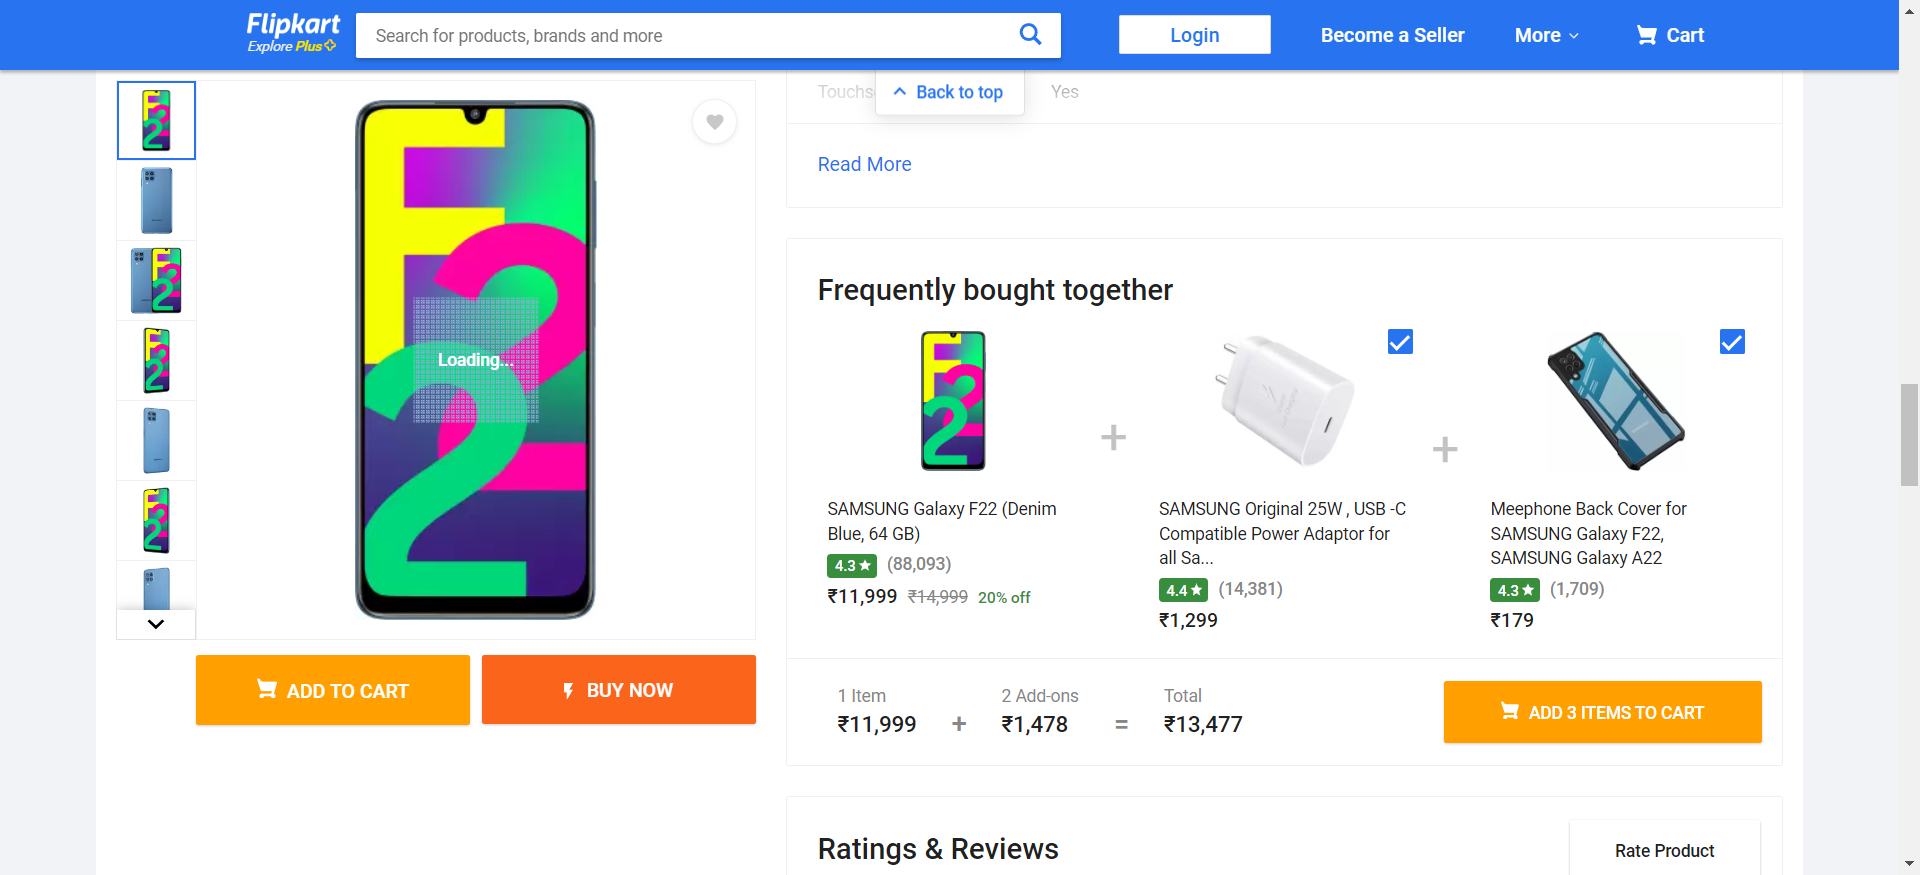 Flipkart
Explore Plus
Search for products, brands and more
Login
Become a Seller
More
Cart
Touchs
Back to top
Yes
Read More
Loading...
ADD TO CART
BUY NOW
Frequently bought together
SAMSUNG Galaxy F22 (Denim
Blue, 64 GB)
4.3 ★ (88,093)
₹11,999 ₹14,999 20% off
SAMSUNG Original 25W , USB -C
Compatible Power Adaptor for
all Sa...
4.4 ★ (14,381)
₹1,299
Meephone Back Cover for
SAMSUNG Galaxy F22,
SAMSUNG Galaxy A22
4.3 ★ (1,709)
₹179
1 Item
₹11,999
+
2 Add-ons
₹1,478
=
Total
₹13,477
ADD 3 ITEMS TO CART
Ratings & Reviews
Rate Product